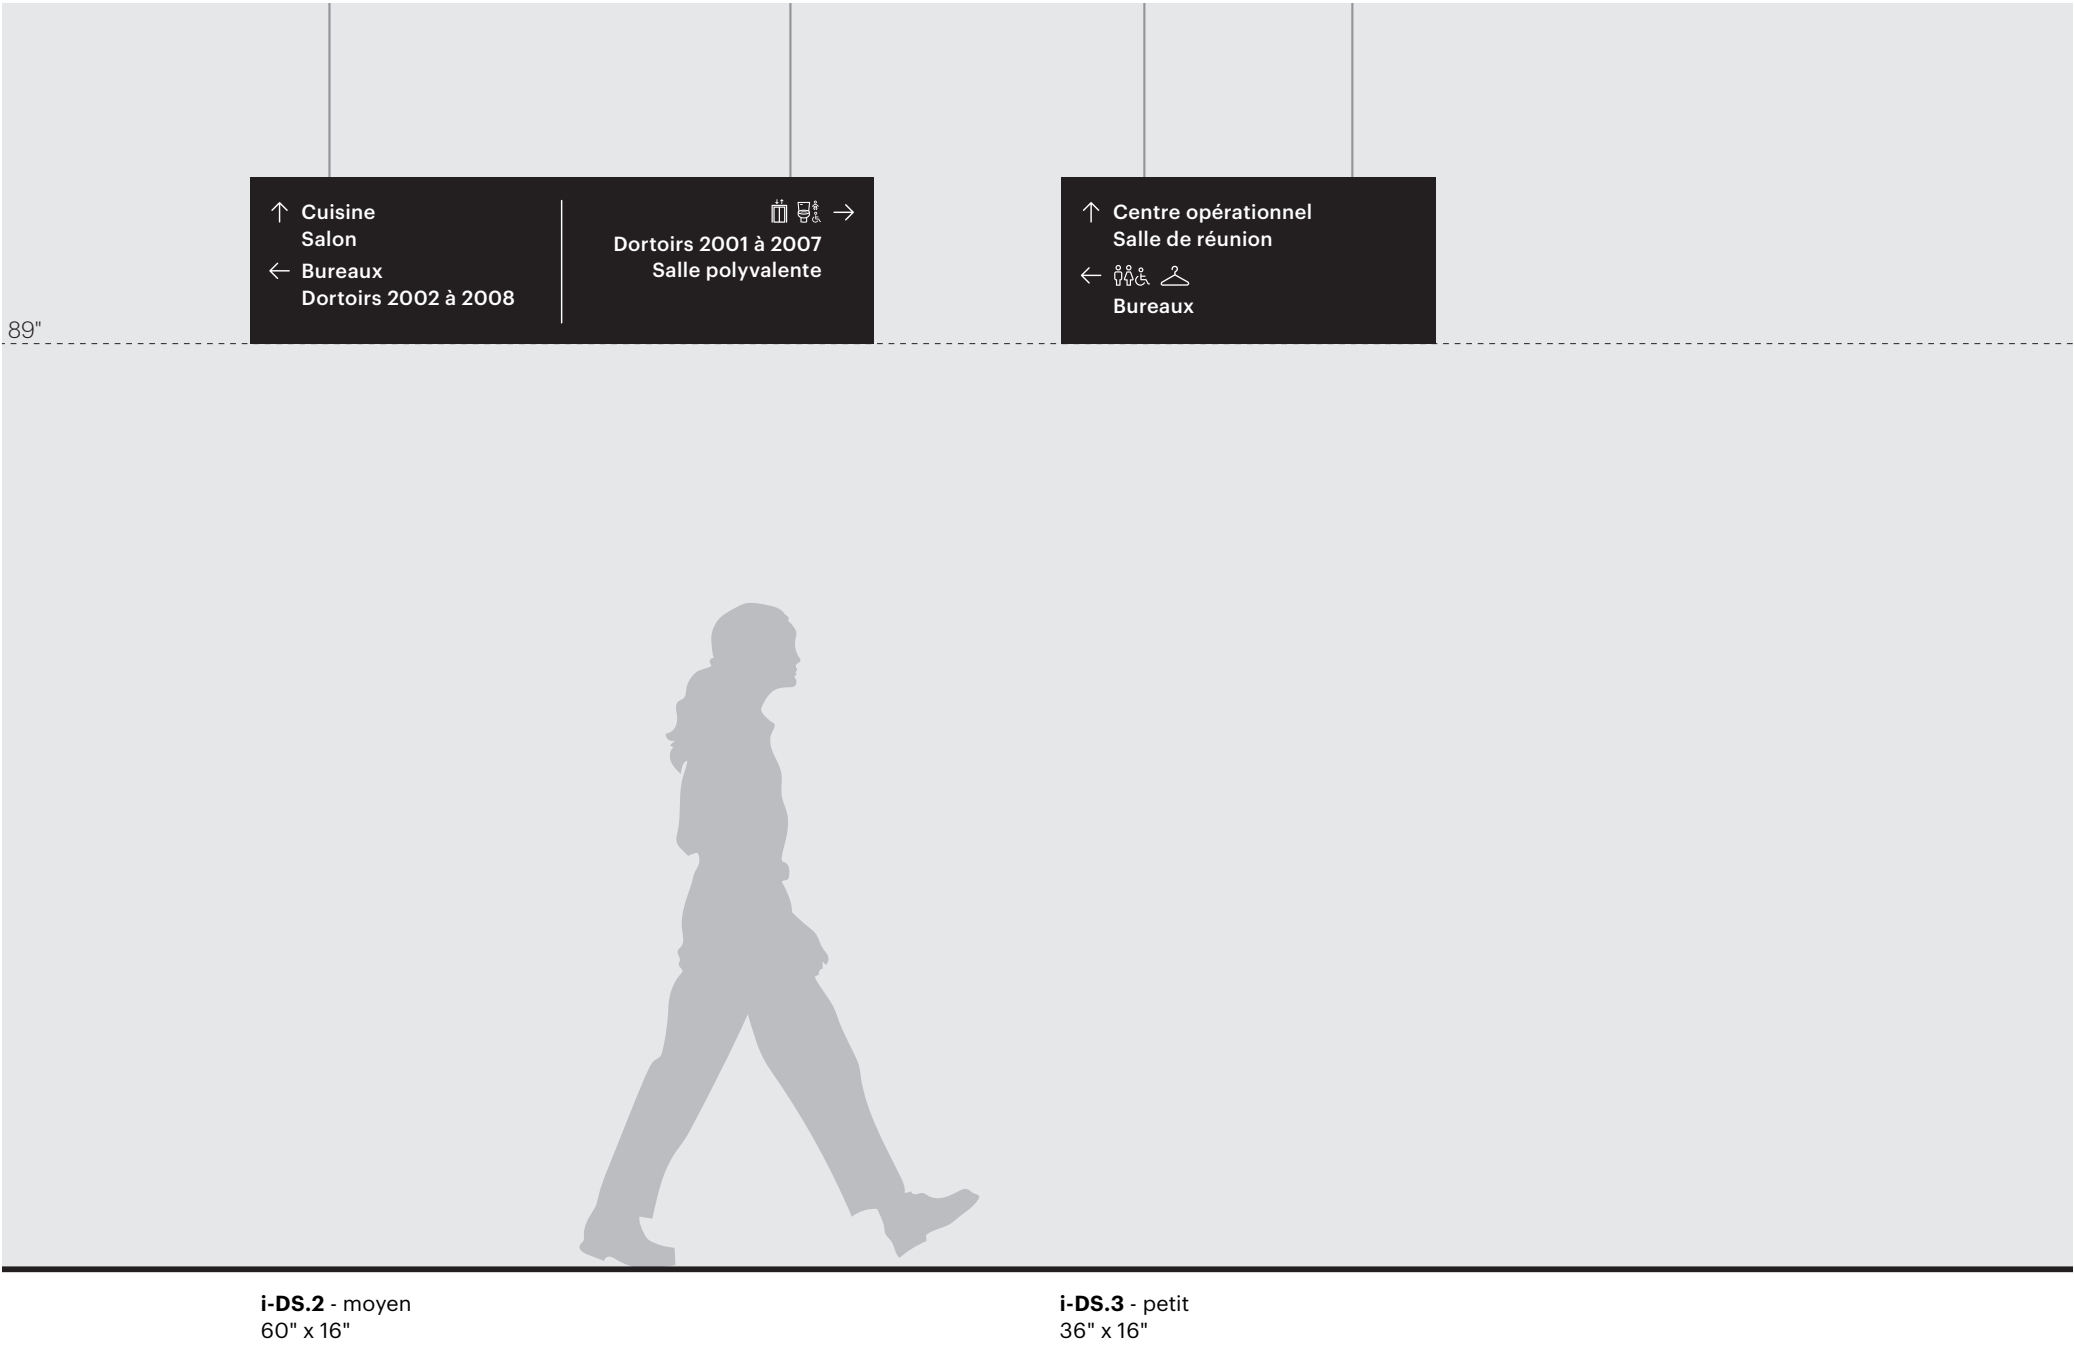 Cuisine
Salon
Bureaux
Dortoirs 2002 à 2008
Dortoirs 2001 à 2007
Salle polyvalente
Centre opérationnel
Salle de réunion
Bureaux
89"
i-DS.2 - moyen
60" x 16"
i-DS.3 - petit
36" x 16"